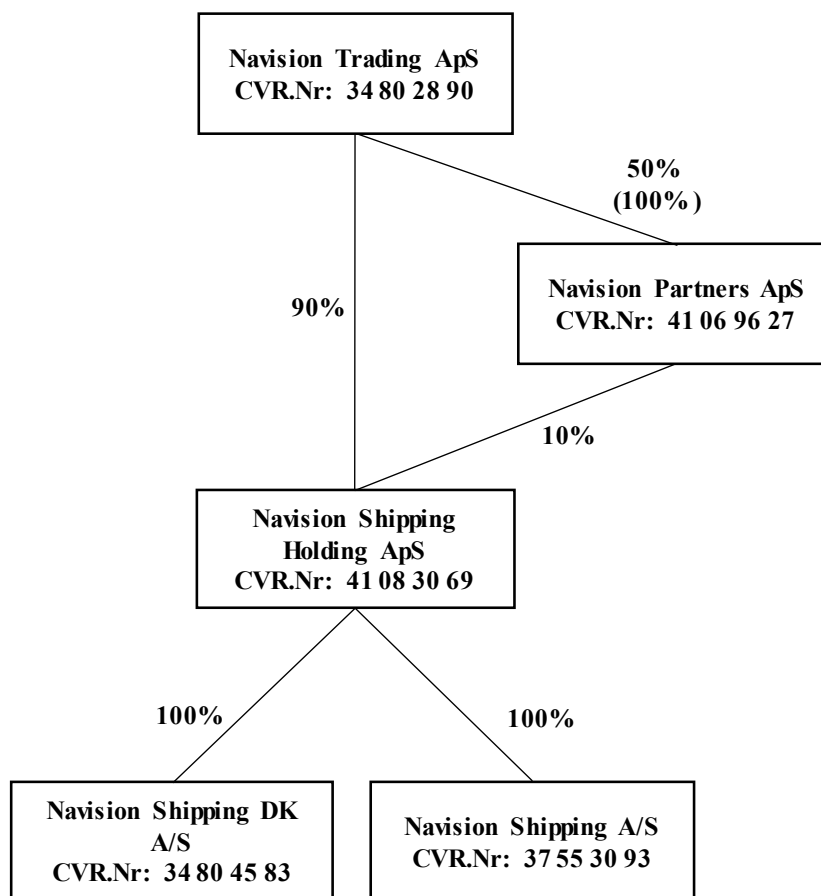 Navision Trading ApS
CVR.Nr: 34 80 28 90
50%
(100%)
Navision Partners ApS
CVR.Nr: 41 06 96 27
90%
10%
Navision Shipping
Holding ApS
CVR.Nr: 41 08 30 69
100%
100%
Navision Shipping DK
A/S
CVR.Nr: 34 80 45 83
Navision Shipping A/S
CVR.Nr: 37 55 30 93